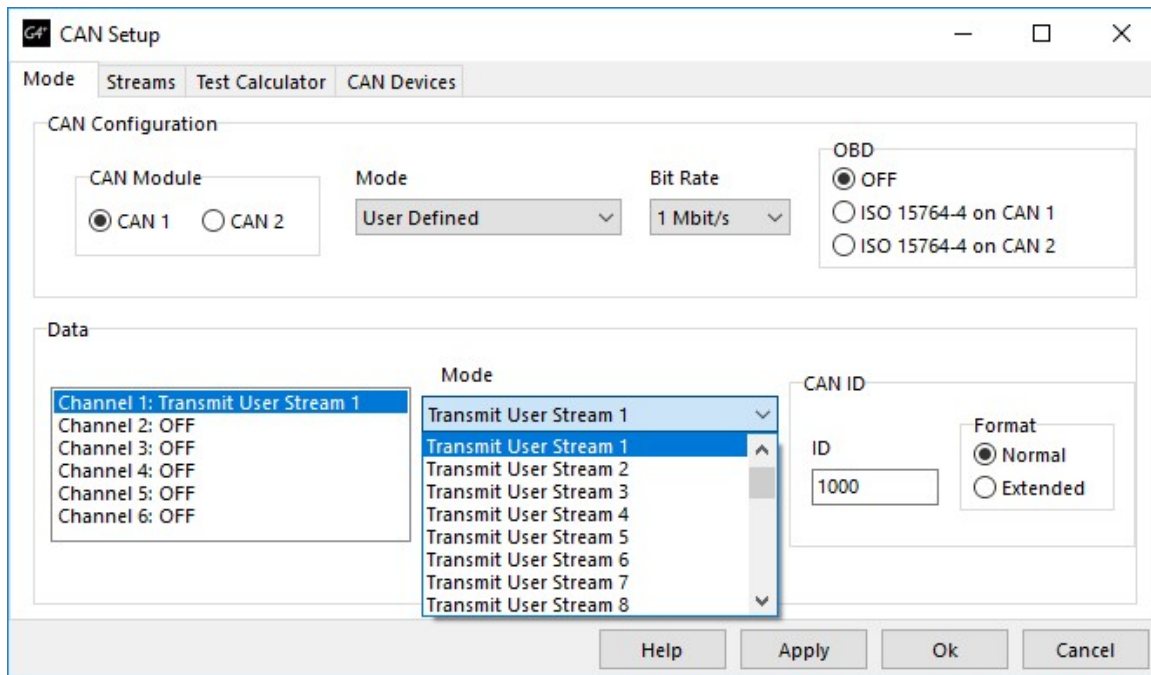 G4+ CAN Setup
Mode Streams Test Calculator CAN Devices
CAN Configuration
CAN Module
CAN 1 CAN 2
Mode
User Defined
Bit Rate
1 Mbit/s
OBD
OFF
ISO 15764-4 on CAN 1
ISO 15764-4 on CAN 2
Data
Channel 1: Transmit User Stream 1
Channel 2: OFF
Channel 3: OFF
Channel 4: OFF
Channel 5: OFF
Channel 6: OFF
Mode
Transmit User Stream 1
Transmit User Stream 1
Transmit User Stream 2
Transmit User Stream 3
Transmit User Stream 4
Transmit User Stream 5
Transmit User Stream 6
Transmit User Stream 7
Transmit User Stream 8
CAN ID
ID
1000
Format
Normal
Extended
Help Apply Ok Cancel